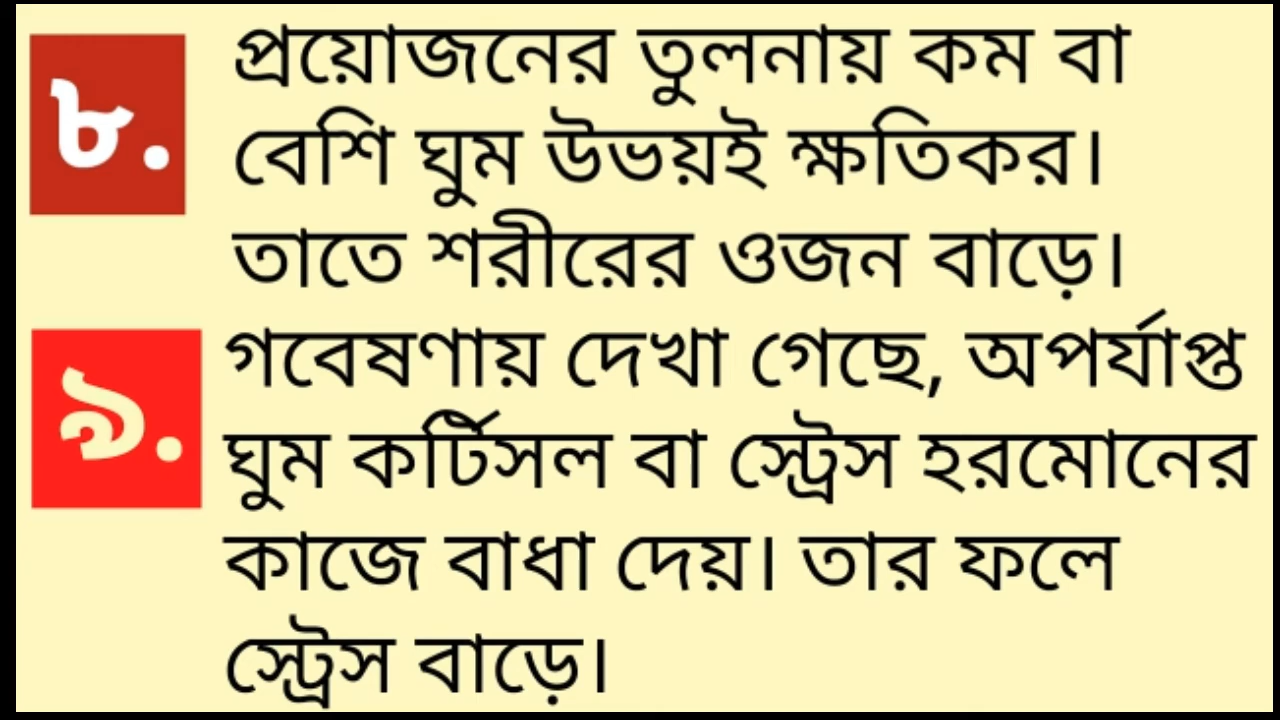 ৮. প্রয়োজনের তুলনায় কম বা
বেশি ঘুম উভয়ই ক্ষতিকর।
তাতে শরীরের ওজন বাড়ে।
৯. গবেষণায় দেখা গেছে, অপর্যাপ্ত
ঘুম কর্টিসল বা স্ট্রেস হরমোনের
কাজে বাধা দেয়। তার ফলে
স্ট্রেস বাড়ে।